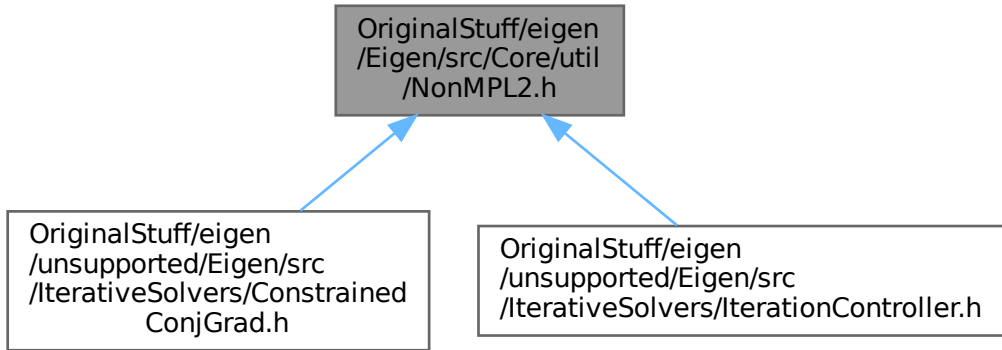 OriginalStuff/eigen
/Eigen/src/Core/util
/NonMPL2.h
OriginalStuff/eigen
/unsupported/Eigen/src
/IterativeSolvers/Constrained
ConjGrad.h
OriginalStuff/eigen
/unsupported/Eigen/src
/IterativeSolvers/IterationController.h